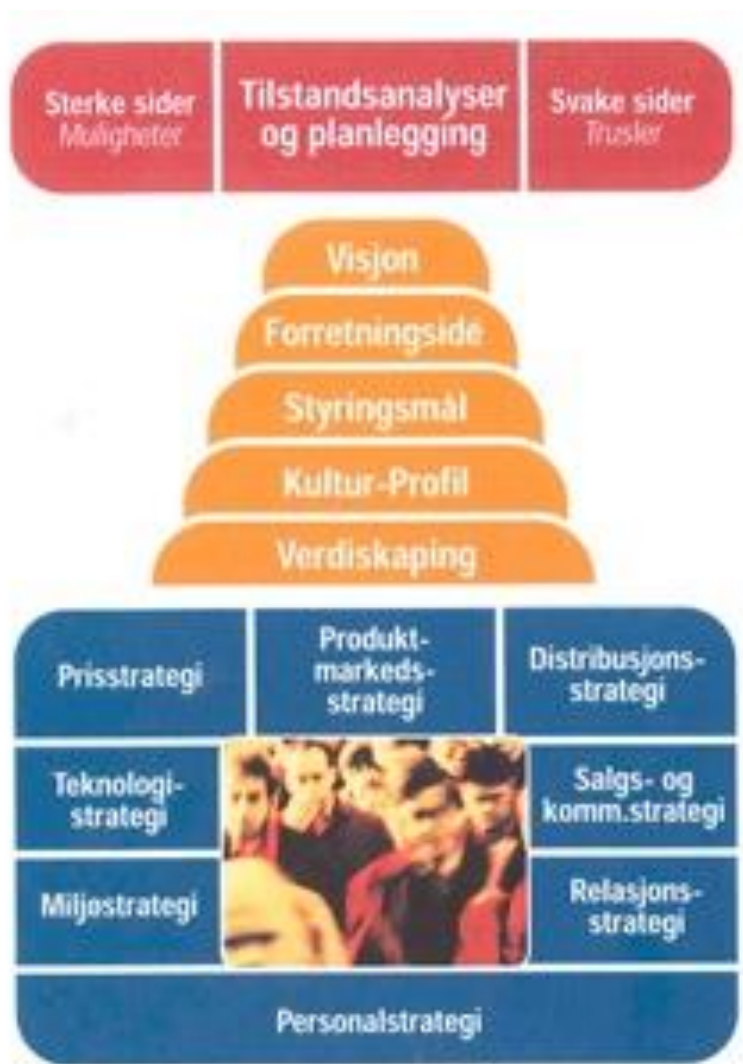 Sterke sider
Muligheter
Tilstandsanalyser
og planlegging
Svake sider
Trusler
Visjon
Forretningsidé
Styringsmål
Kultur-Profil
Verdiskaping
Prisstrategi
Produkt-
markeds-
strategi
Distribusjons-
strategi
Teknologi-
strategi
Salgs- og
komm.strategi
Miljøstrategi
Relasjons-
strategi
Personalstrategi